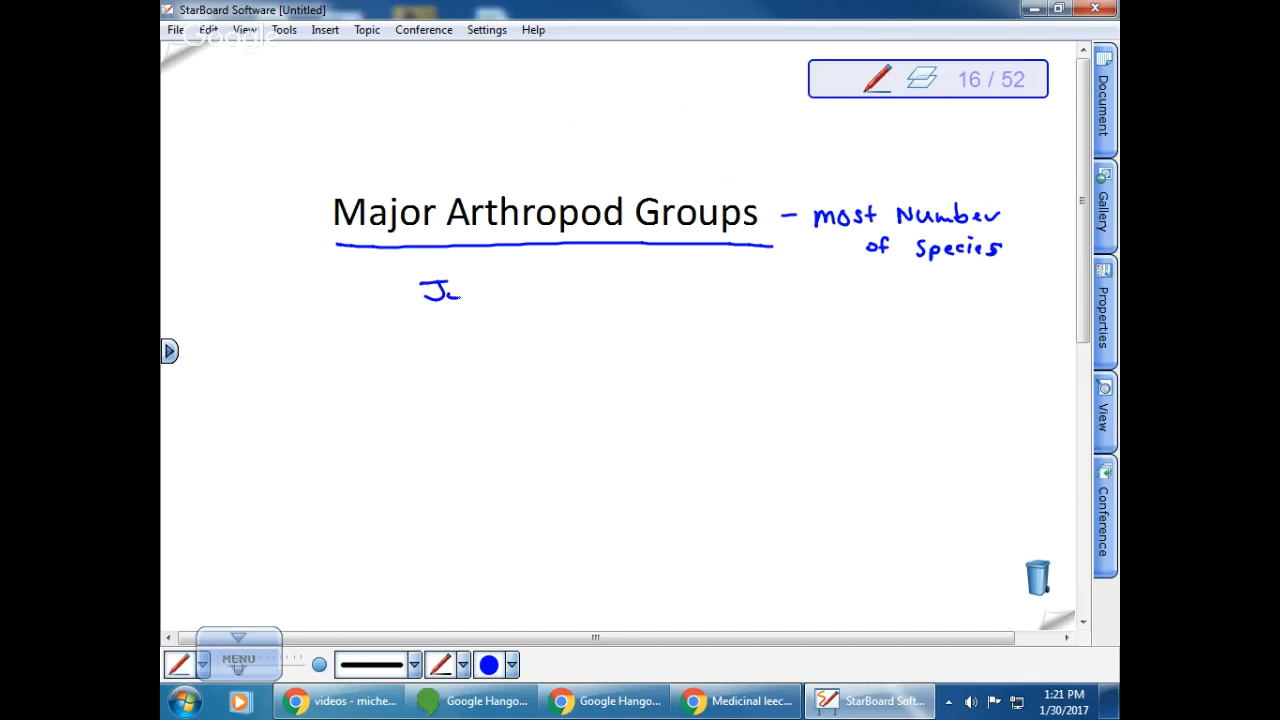 StarBoard Software [Untitled]
File Edit View Tools Insert Topic Conference Settings Help
Google
16 / 52
Document
Gallery
Properties
View
Conference
Major Arthropod Groups - most Number
of Species
MENU
videos - miche...
Google Hango...
Google Hango...
Medicinal leec...
StarBoard Soft...
1:21 PM
1/30/2017